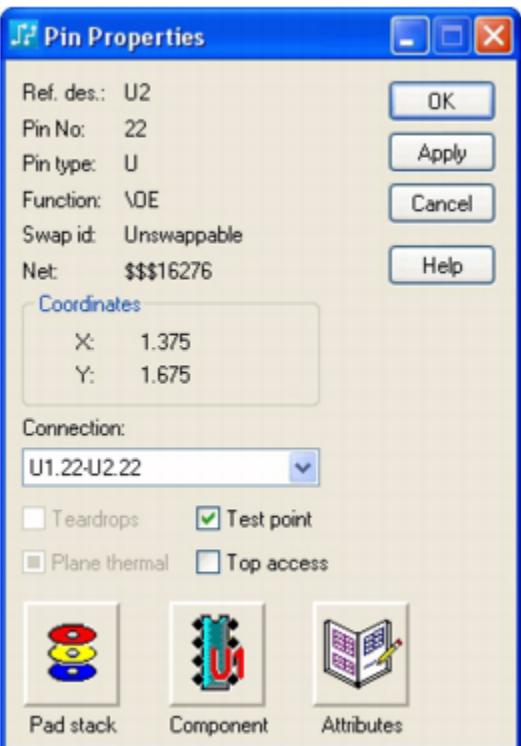 Pin Properties
Ref. des.: U2
OK
Pin No: 22
Apply
Pin type: U
Function: \OE
Cancel
Swap id: Unswappable
Net: $$$16276
Help
Coordinates
X: 1.375
Y: 1.675
Connection:
U1.22-U2.22
Teardrops
Test point
Plane thermal
Top access
U1
Pad stack
Component
Attributes